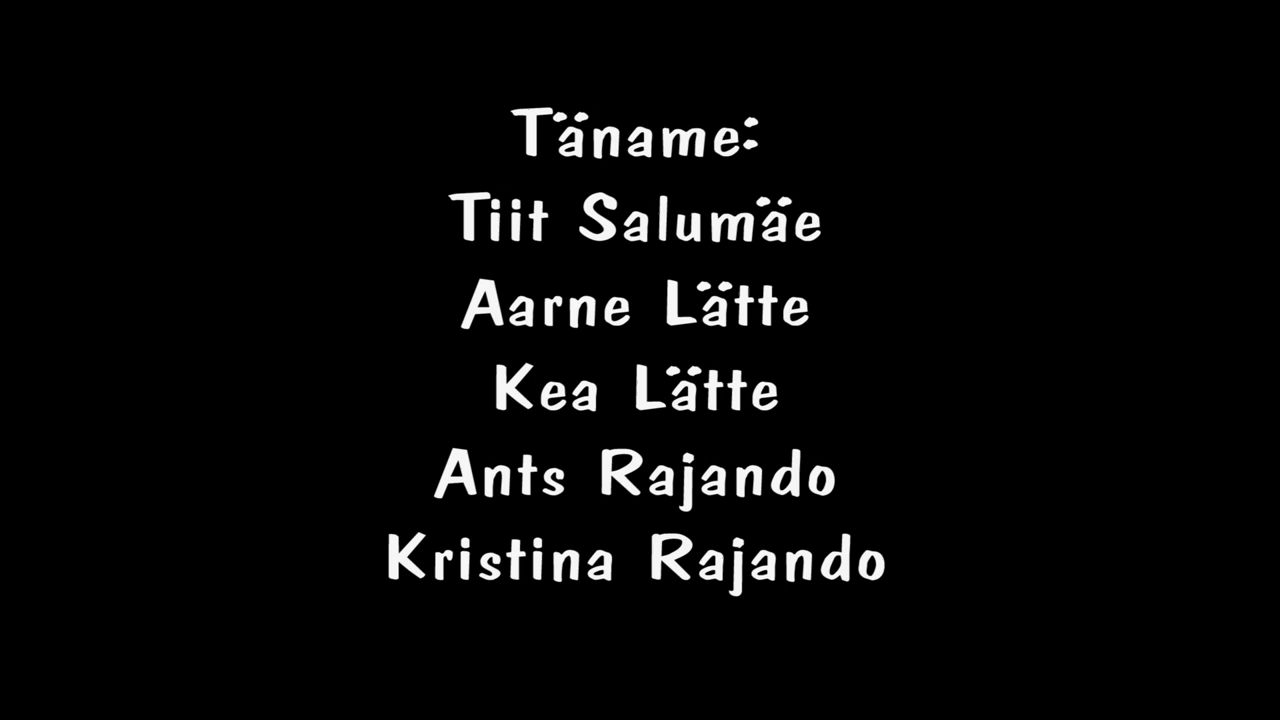 Täname:
Tiit Salumäe
Aarne Lätte
Kea Lätte
Ants Rajando
Kristina Rajando